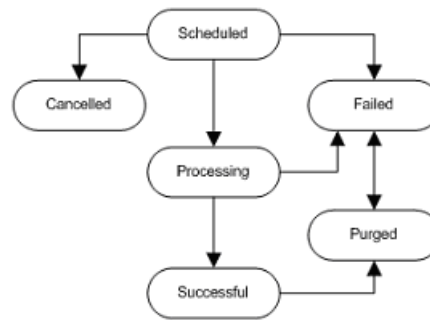 Scheduled
Cancelled
Failed
Processing
Purged
Successful